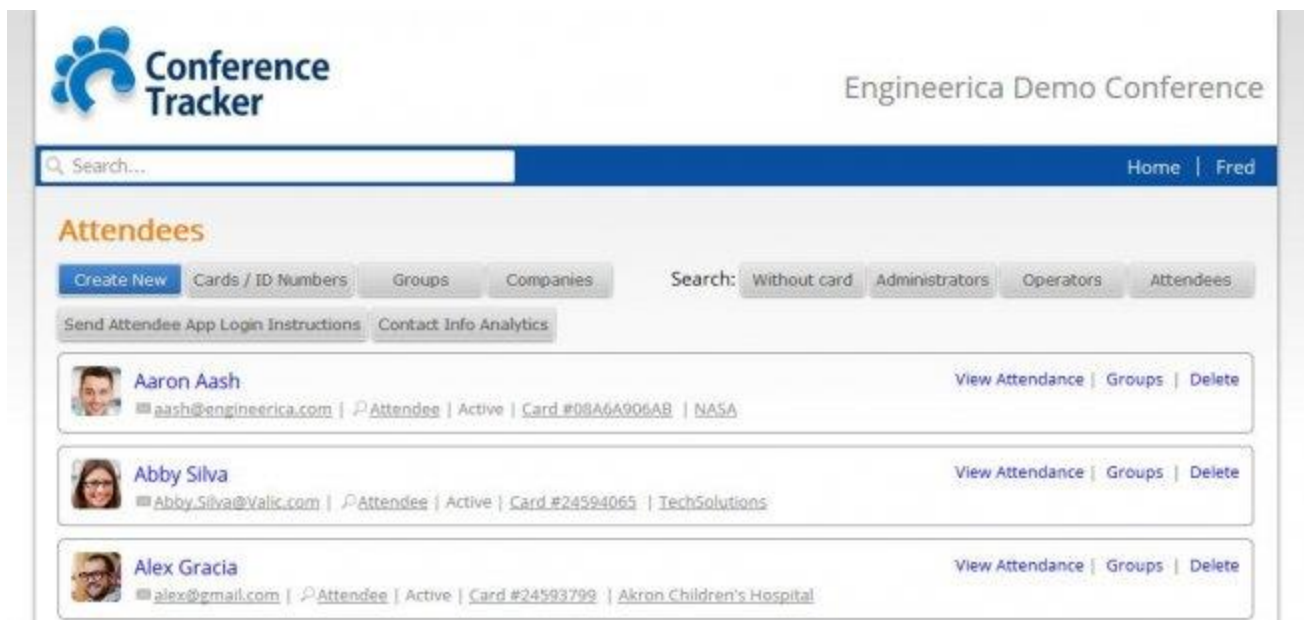 Conference
Tracker
Engineerica Demo Conference
Search...
Home | Fred
Attendees
Create New Cards / ID Numbers Groups Companies Search: Without card Administrators Operators Attendees
Send Attendee App Login Instructions Contact Info Analytics
Aaron Aash View Attendance | Groups | Delete
aash@engineerica.com | Attendee | Active | Card #08A6A906AB | NASA
Abby Silva View Attendance | Groups | Delete
Abby.Silva@Valic.com | Attendee | Active | Card #24594065 | TechSolutions
Alex Gracia View Attendance | Groups | Delete
alex@gmail.com | Attendee | Active | Card #24593799 | Akron Children's Hospital